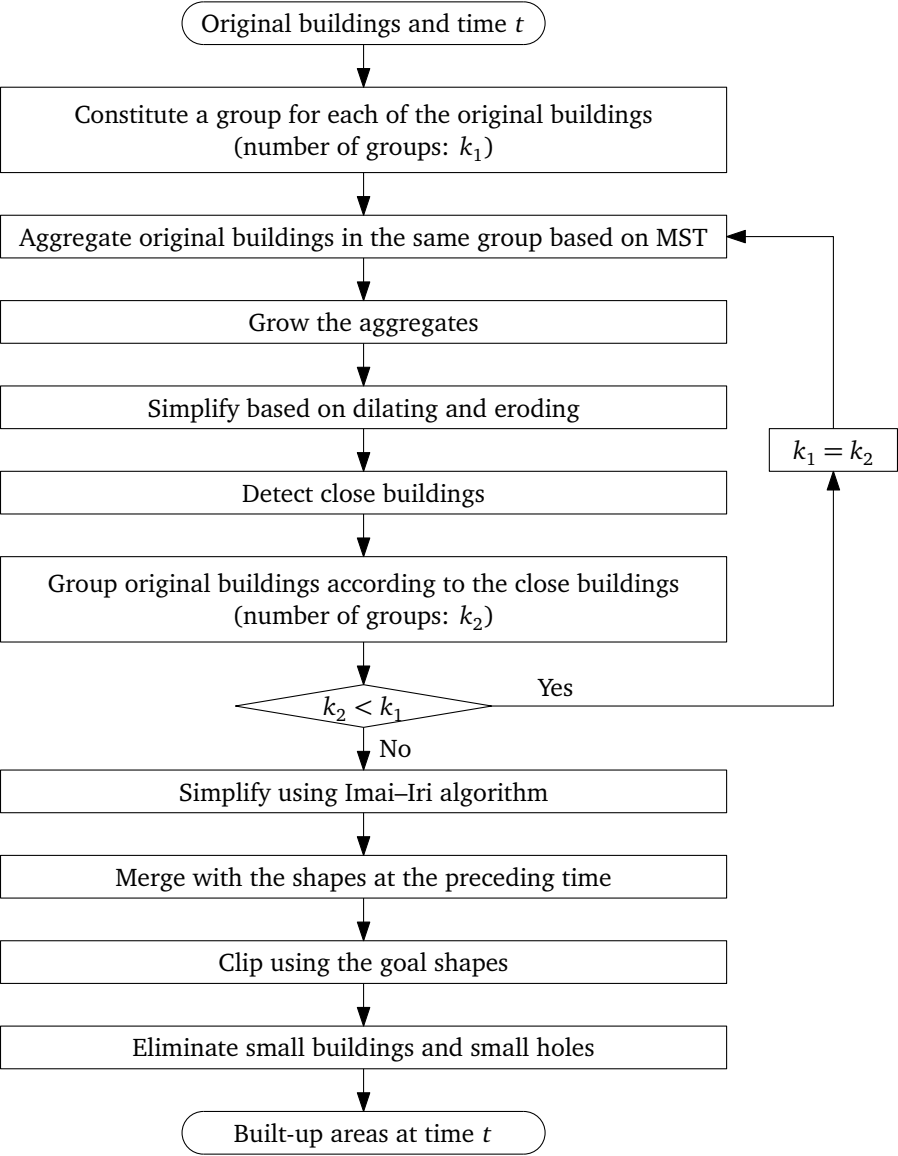 Original buildings and time t
Constitute a group for each of the original buildings
(number of groups: k₁)
Aggregate original buildings in the same group based on MST
Grow the aggregates
Simplify based on dilating and eroding
k₁ = k₂
Detect close buildings
Group original buildings according to the close buildings
(number of groups: k₂)
Yes
k₂ < k₁
No
Simplify using Imai–Iri algorithm
Merge with the shapes at the preceding time
Clip using the goal shapes
Eliminate small buildings and small holes
Built-up areas at time t